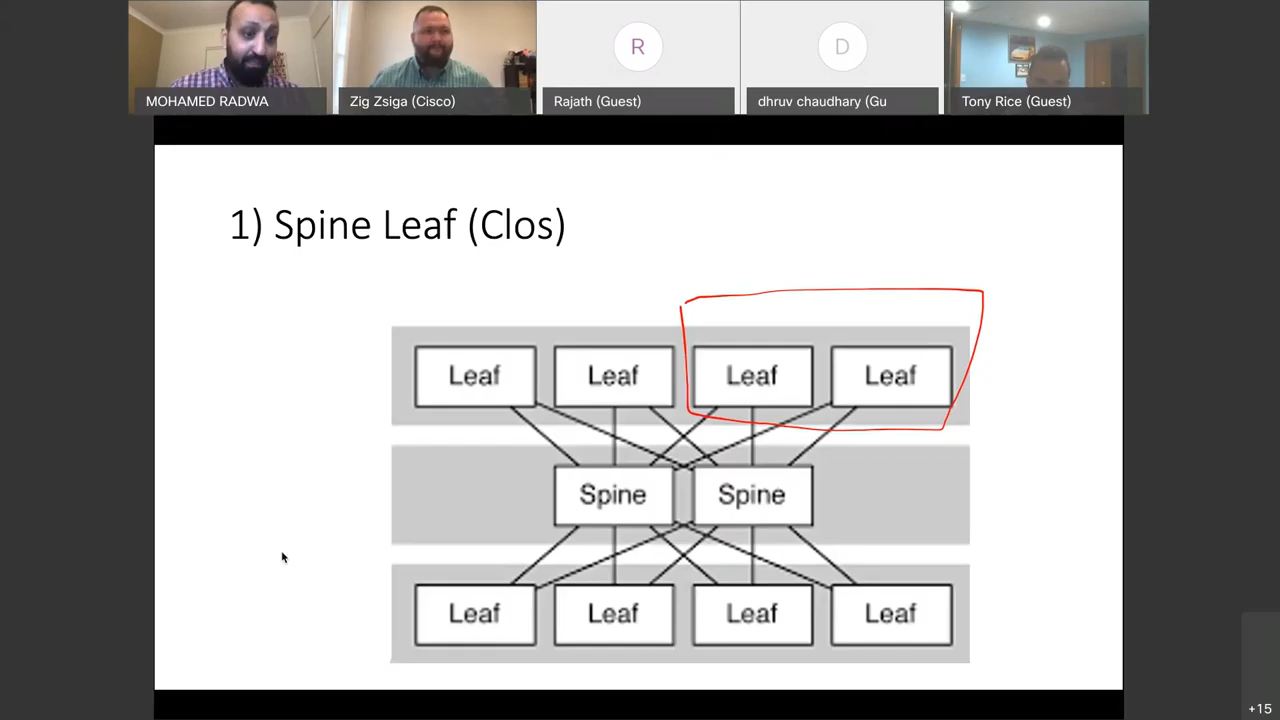 R
D
MOHAMED RADWA
Zig Zsiga (Cisco)
Rajath (Guest)
dhruv chaudhary (Gu
Tony Rice (Guest)
1) Spine Leaf (Clos)
Leaf Leaf Leaf Leaf
Spine Spine
Leaf Leaf Leaf Leaf
+15